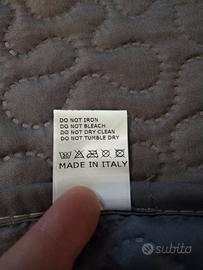 DO NOT IRON
DO NOT BLEACH
DO NOT DRY CLEAN
DO NOT TUMBLE DRY
MADE IN ITALY
subito